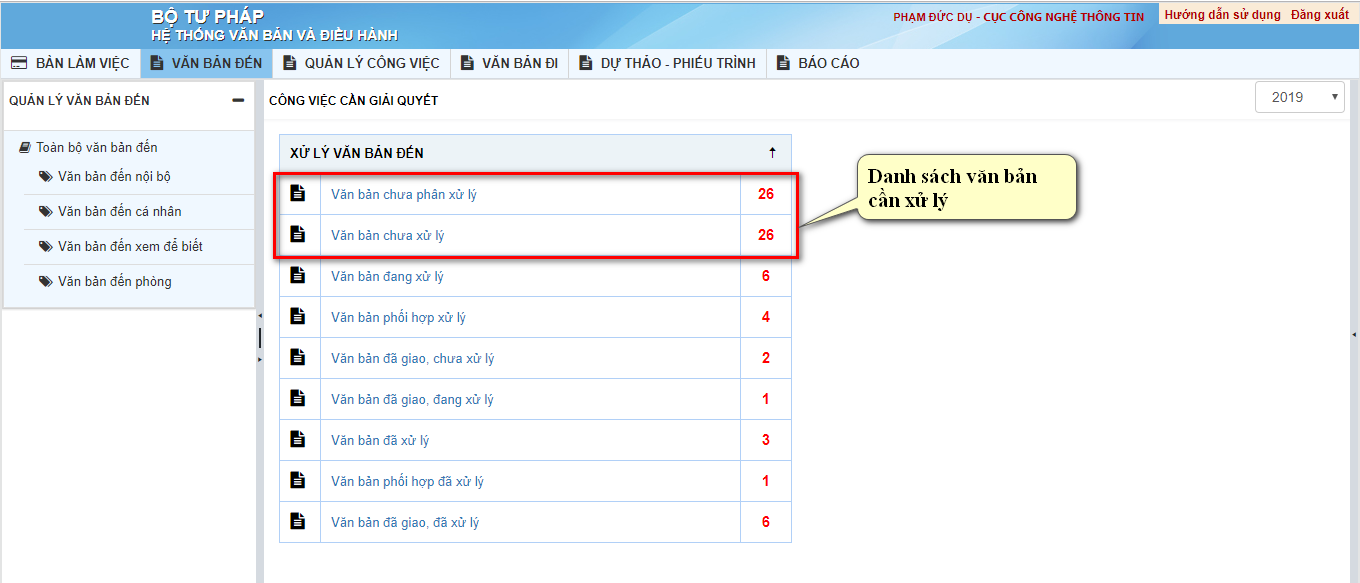 BỘ TƯ PHÁP
HỆ THỐNG VĂN BẢN VÀ ĐIỀU HÀNH
PHẠM ĐỨC DỤ - CỤC CÔNG NGHỆ THÔNG TIN
Hướng dẫn sử dụng Đăng xuất
BÀN LÀM VIỆC VĂN BẢN ĐẾN QUẢN LÝ CÔNG VIỆC VĂN BẢN ĐI DỰ THẢO - PHIẾU TRÌNH BÁO CÁO
QUẢN LÝ VĂN BẢN ĐẾN
Toàn bộ văn bản đến
Văn bản đến nội bộ
Văn bản đến cá nhân
Văn bản đến xem để biết
Văn bản đến phòng
CÔNG VIỆC CẦN GIẢI QUYẾT
2019
XỬ LÝ VĂN BẢN ĐẾN
Văn bản chưa phân xử lý 26
Văn bản chưa xử lý 26
Văn bản đang xử lý 6
Văn bản phối hợp xử lý 4
Văn bản đã giao, chưa xử lý 2
Văn bản đã giao, đang xử lý 1
Văn bản đã xử lý 3
Văn bản phối hợp đã xử lý 1
Văn bản đã giao, đã xử lý 6
Danh sách văn bản
cần xử lý